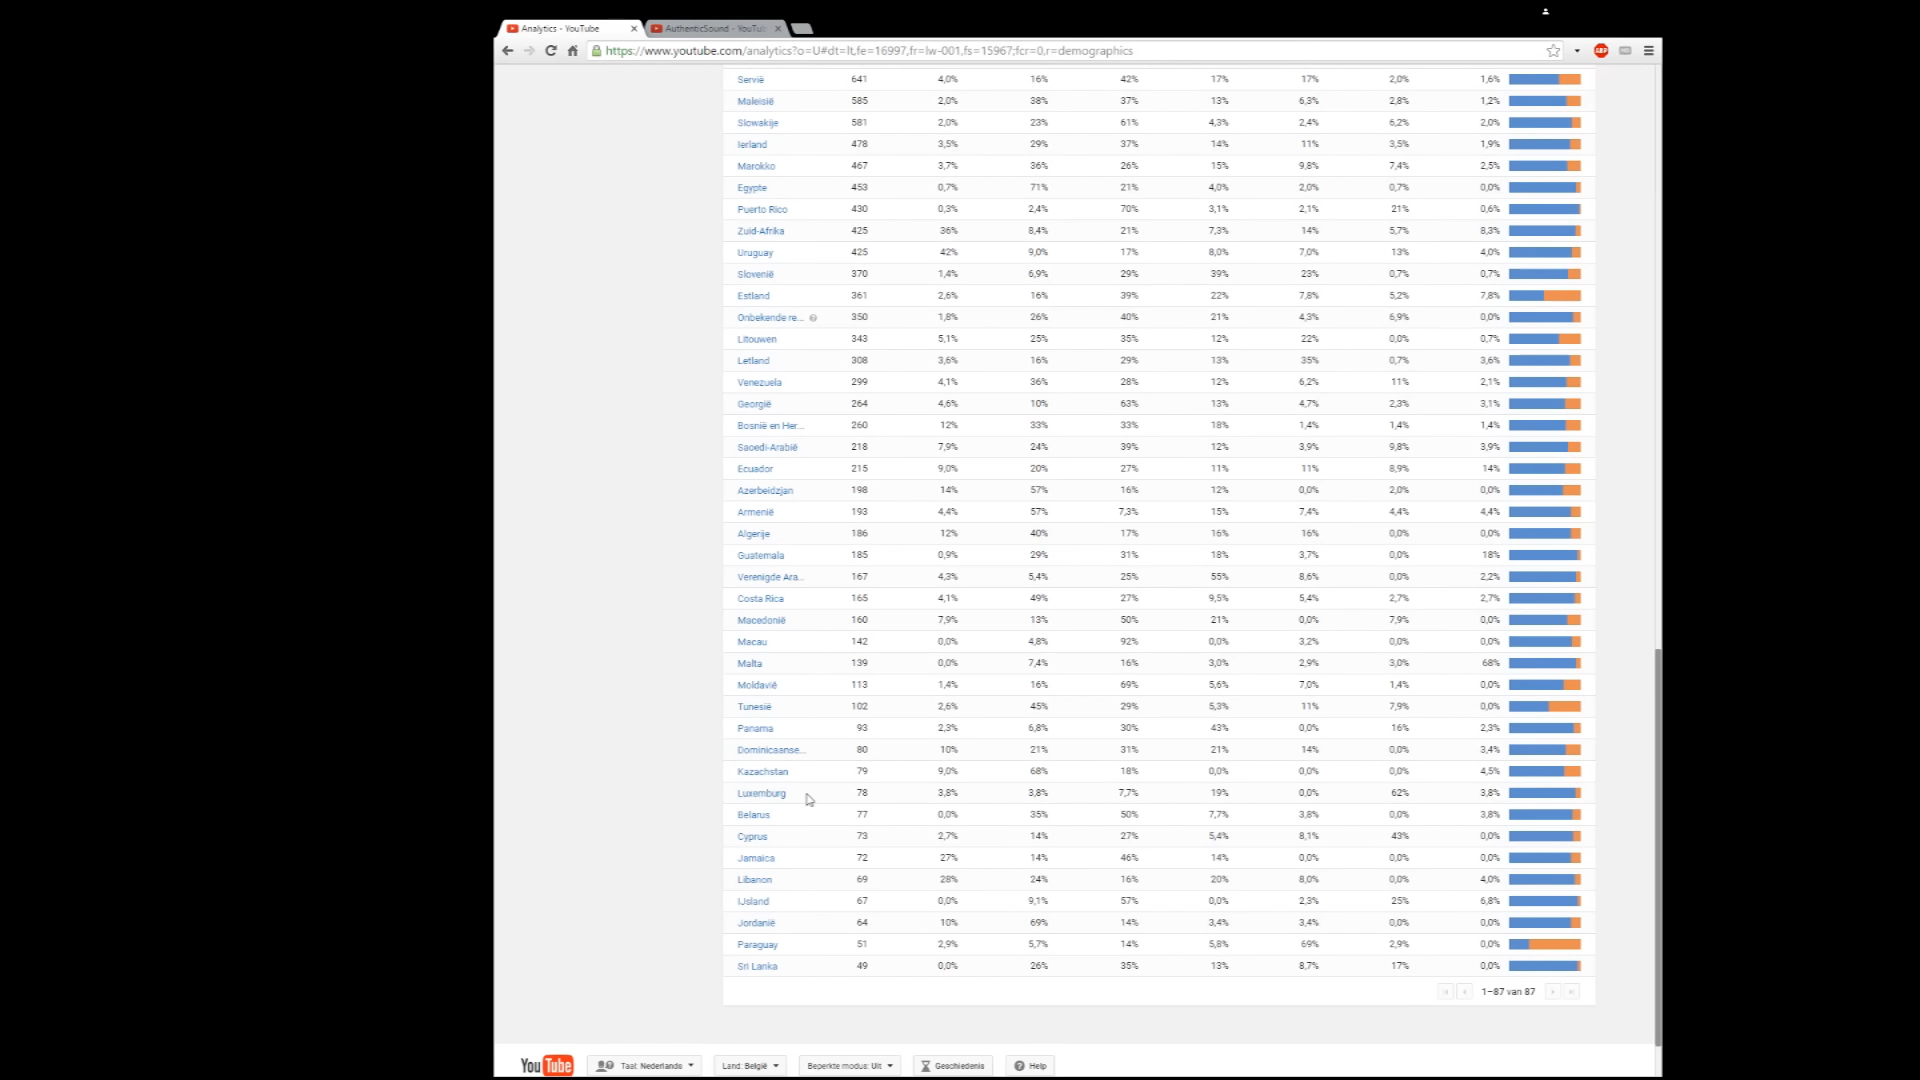 Analytics - YouTube
AuthenticSound - YouTu
https://www.youtube.com/analytics?o=U#dt=lt,fe=16997,fr=lw-001,fs=15967;fcr=0,r=demographics
ABP
Servië 641 4,0% 16% 42% 17% 17% 2,0% 1,6%
Maleisië 585 2,0% 38% 37% 13% 6,3% 2,8% 1,2%
Slowakije 581 2,0% 23% 61% 4,3% 2,4% 6,2% 2,0%
Ierland 478 3,5% 29% 37% 14% 11% 3,5% 1,9%
Marokko 467 3,7% 36% 26% 15% 9,8% 7,4% 2,5%
Egypte 453 0,7% 71% 21% 4,0% 2,0% 0,7% 0,0%
Puerto Rico 430 0,3% 2,4% 70% 3,1% 2,1% 21% 0,6%
Zuid-Afrika 425 36% 8,4% 21% 7,3% 14% 5,7% 8,3%
Uruguay 425 42% 9,0% 17% 8,0% 7,0% 13% 4,0%
Slovenië 370 1,4% 6,9% 29% 39% 23% 0,7% 0,7%
Estland 361 2,6% 16% 39% 22% 7,8% 5,2% 7,8%
Onbekende re... 350 1,8% 26% 40% 21% 4,3% 6,9% 0,0%
Litouwen 343 5,1% 25% 35% 12% 22% 0,0% 0,7%
Letland 308 3,6% 16% 29% 13% 35% 0,7% 3,6%
Venezuela 299 4,1% 36% 28% 12% 6,2% 11% 2,1%
Georgië 264 4,6% 10% 63% 13% 4,7% 2,3% 3,1%
Bosnië en Her... 260 12% 33% 33% 18% 1,4% 1,4% 1,4%
Saoedi-Arabië 218 7,9% 24% 39% 12% 3,9% 9,8% 3,9%
Ecuador 215 9,0% 20% 27% 11% 11% 8,9% 14%
Azerbeidzjan 198 14% 57% 16% 12% 0,0% 2,0% 0,0%
Armenië 193 4,4% 57% 7,3% 15% 7,4% 4,4% 4,4%
Algerije 186 12% 40% 17% 16% 16% 0,0% 0,0%
Guatemala 185 0,9% 29% 31% 18% 3,7% 0,0% 18%
Verenigde Ara... 167 4,3% 5,4% 25% 55% 8,6% 0,0% 2,2%
Costa Rica 165 4,1% 49% 27% 9,5% 5,4% 2,7% 2,7%
Macedonië 160 7,9% 13% 50% 21% 0,0% 7,9% 0,0%
Macau 142 0,0% 4,8% 92% 0,0% 3,2% 0,0% 0,0%
Malta 139 0,0% 7,4% 16% 3,0% 2,9% 3,0% 68%
Moldavië 113 1,4% 16% 69% 5,6% 7,0% 1,4% 0,0%
Tunesië 102 2,6% 45% 29% 5,3% 11% 7,9% 0,0%
Panama 93 2,3% 6,8% 30% 43% 0,0% 16% 2,3%
Dominicaanse... 80 10% 21% 31% 21% 14% 0,0% 3,4%
Kazachstan 79 9,0% 68% 18% 0,0% 0,0% 0,0% 4,5%
Luxemburg 78 3,8% 3,8% 7,7% 19% 0,0% 62% 3,8%
Belarus 77 0,0% 35% 50% 7,7% 3,8% 0,0% 3,8%
Cyprus 73 2,7% 14% 27% 5,4% 8,1% 43% 0,0%
Jamaica 72 27% 14% 46% 14% 0,0% 0,0% 0,0%
Libanon 69 28% 24% 16% 20% 8,0% 0,0% 4,0%
IJsland 67 0,0% 9,1% 57% 0,0% 2,3% 25% 6,8%
Jordanië 64 10% 69% 14% 3,4% 3,4% 0,0% 0,0%
Paraguay 51 2,9% 5,7% 14% 5,8% 69% 2,9% 0,0%
Sri Lanka 49 0,0% 26% 35% 13% 8,7% 17% 0,0%
1–87 van 87
YouTube Taal: Nederlands Land: België Beperkte modus: Uit Geschiedenis Help